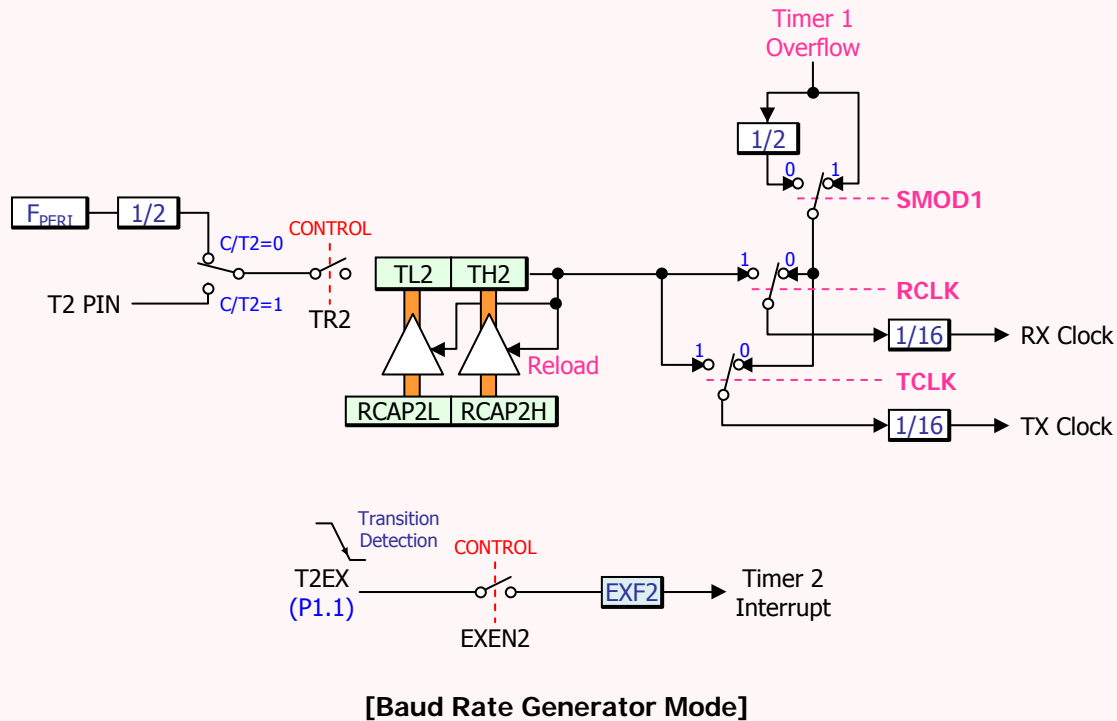 Timer 1
Overflow
1/2
0
1
SMOD1
FPERI
1/2
C/T2=0
CONTROL
TL2
TH2
1
0
T2 PIN
C/T2=1
TR2
RCLK
1/16
RX Clock
Reload
1
0
TCLK
RCAP2L
RCAP2H
1/16
TX Clock
Transition
Detection
CONTROL
T2EX
(P1.1)
EXF2
Timer 2
Interrupt
EXEN2
[Baud Rate Generator Mode]